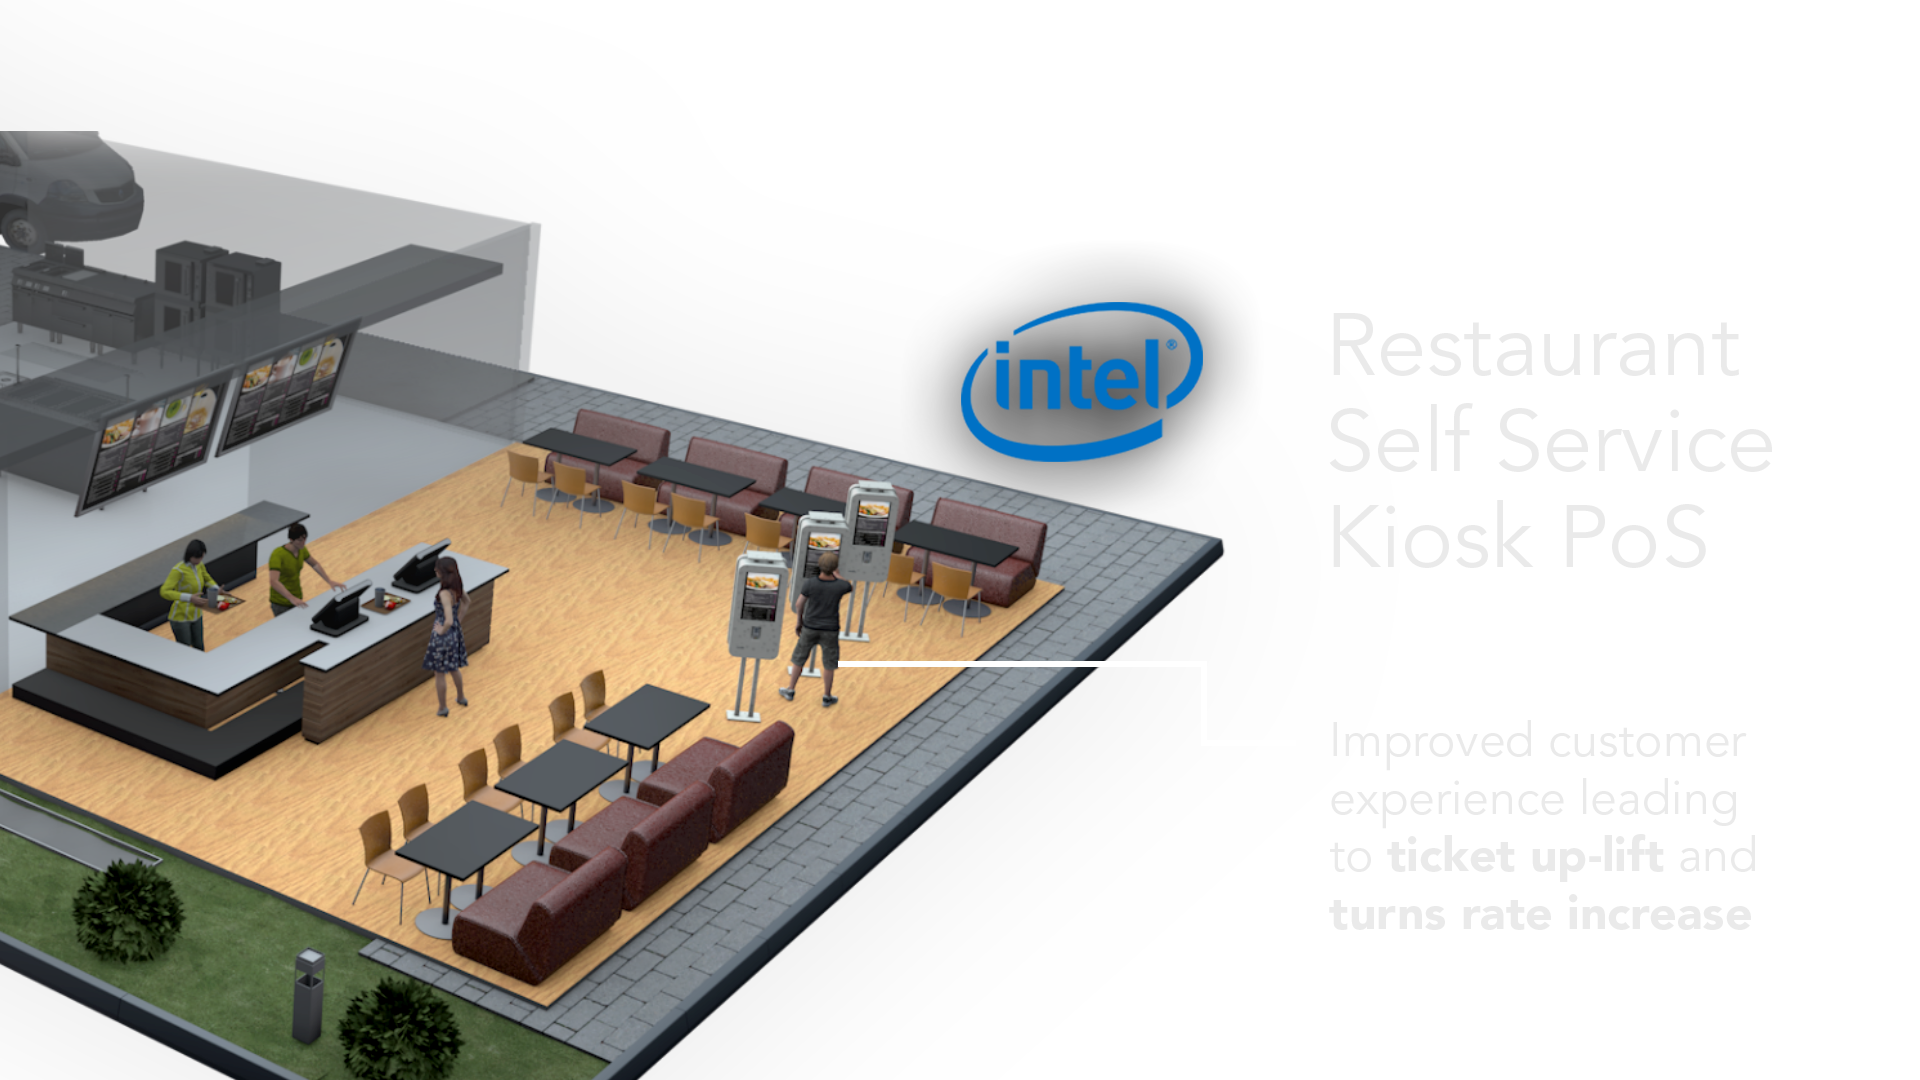 intel®
Restaurant
Self Service
Kiosk PoS
Improved customer
experience leading
to ticket up-lift and
turns rate increase